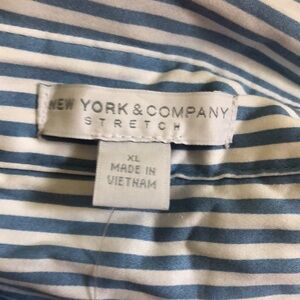 NEW YORK & COMPANY
STRETCH
XL
MADE IN
VIETNAM